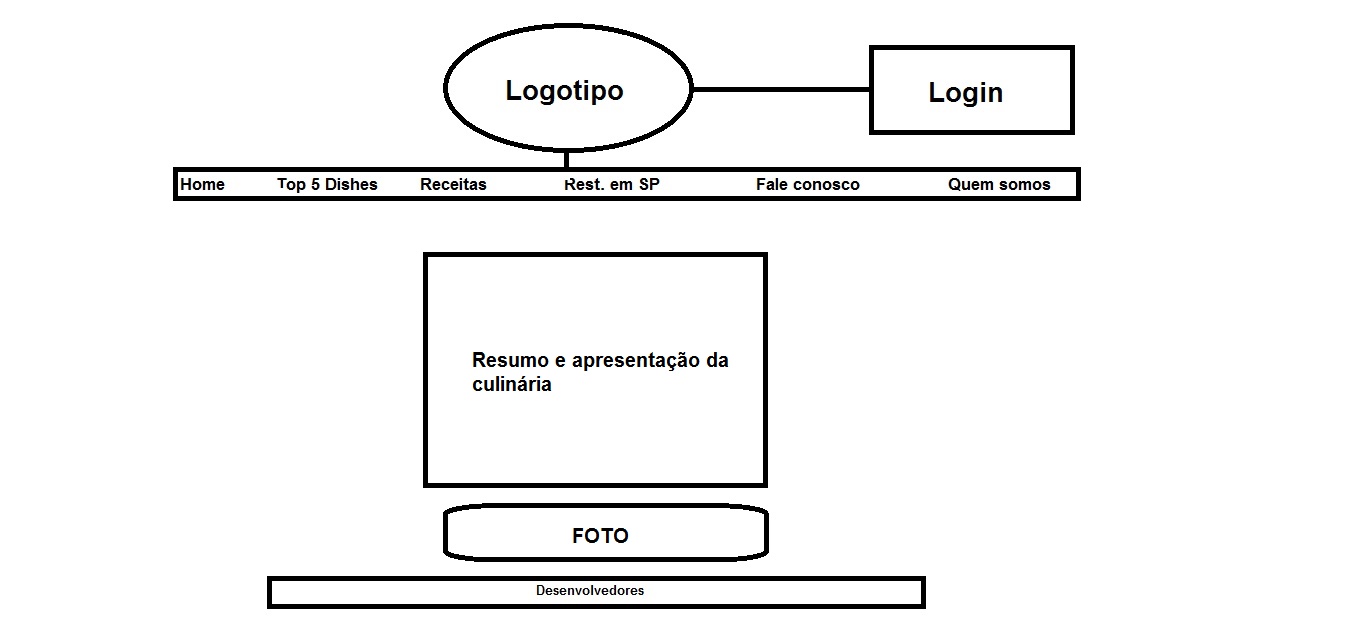 Logotipo
Login
Home Top 5 Dishes Receitas Rest. em SP Fale conosco Quem somos
Resumo e apresentação da
culinária
FOTO
Desenvolvedores